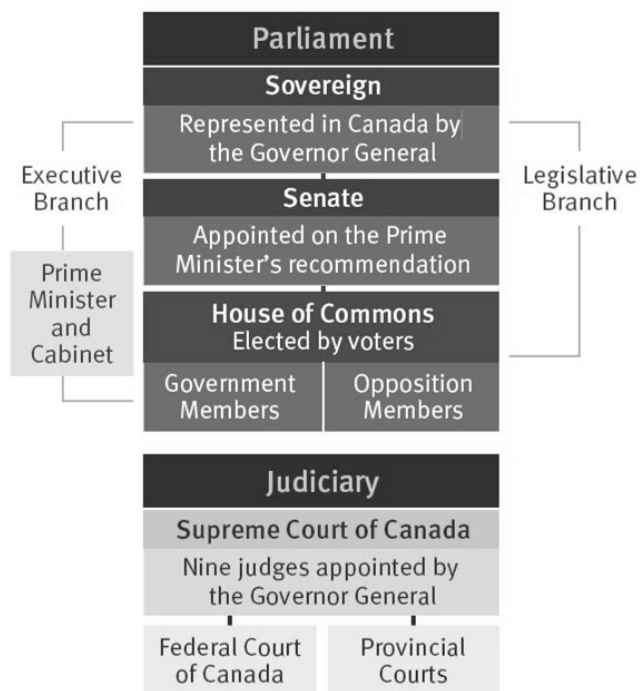 Parliament
Sovereign
Represented in Canada by
the Governor General
Executive
Branch
Legislative
Branch
Senate
Appointed on the Prime
Minister's recommendation
Prime
Minister
and
Cabinet
House of Commons
Elected by voters
Government
Members
Opposition
Members
Judiciary
Supreme Court of Canada
Nine judges appointed by
the Governor General
Federal Court
of Canada
Provincial
Courts